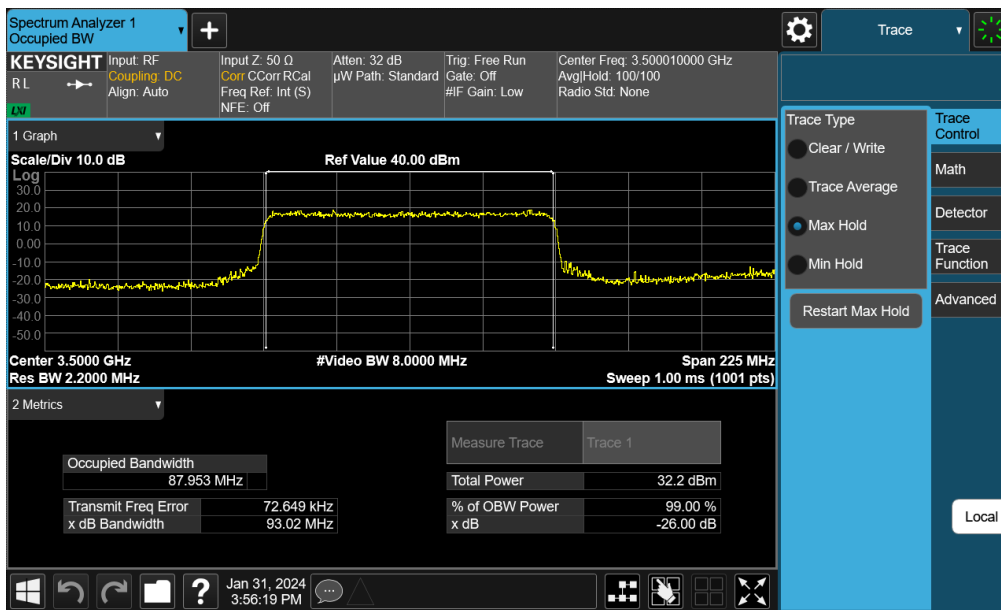 Spectrum Analyzer 1
Occupied BW
Trace
KEYSIGHT
R L
LXI
Input: RF
Coupling: DC
Align: Auto
Input Z: 50 Ω
Corr CCorr RCal
Freq Ref: Int (S)
NFE: Off
Atten: 32 dB
µW Path: Standard
Trig: Free Run
Gate: Off
#IF Gain: Low
Center Freq: 3.500010000 GHz
Avg|Hold: 100/100
Radio Std: None
1 Graph
Scale/Div 10.0 dB
Ref Value 40.00 dBm
Log
30.0
20.0
10.0
0.00
-10.0
-20.0
-30.0
-40.0
-50.0
Center 3.5000 GHz
#Video BW 8.0000 MHz
Span 225 MHz
Res BW 2.2000 MHz
Sweep 1.00 ms (1001 pts)
2 Metrics
Measure Trace
Trace 1
Occupied Bandwidth
87.953 MHz
Total Power
32.2 dBm
Transmit Freq Error
72.649 kHz
% of OBW Power
99.00 %
x dB Bandwidth
93.02 MHz
x dB
-26.00 dB
Trace Type
Clear / Write
Trace Average
Max Hold
Min Hold
Restart Max Hold
Trace
Control
Math
Detector
Trace
Function
Advanced
Local
?
Jan 31, 2024
3:56:19 PM